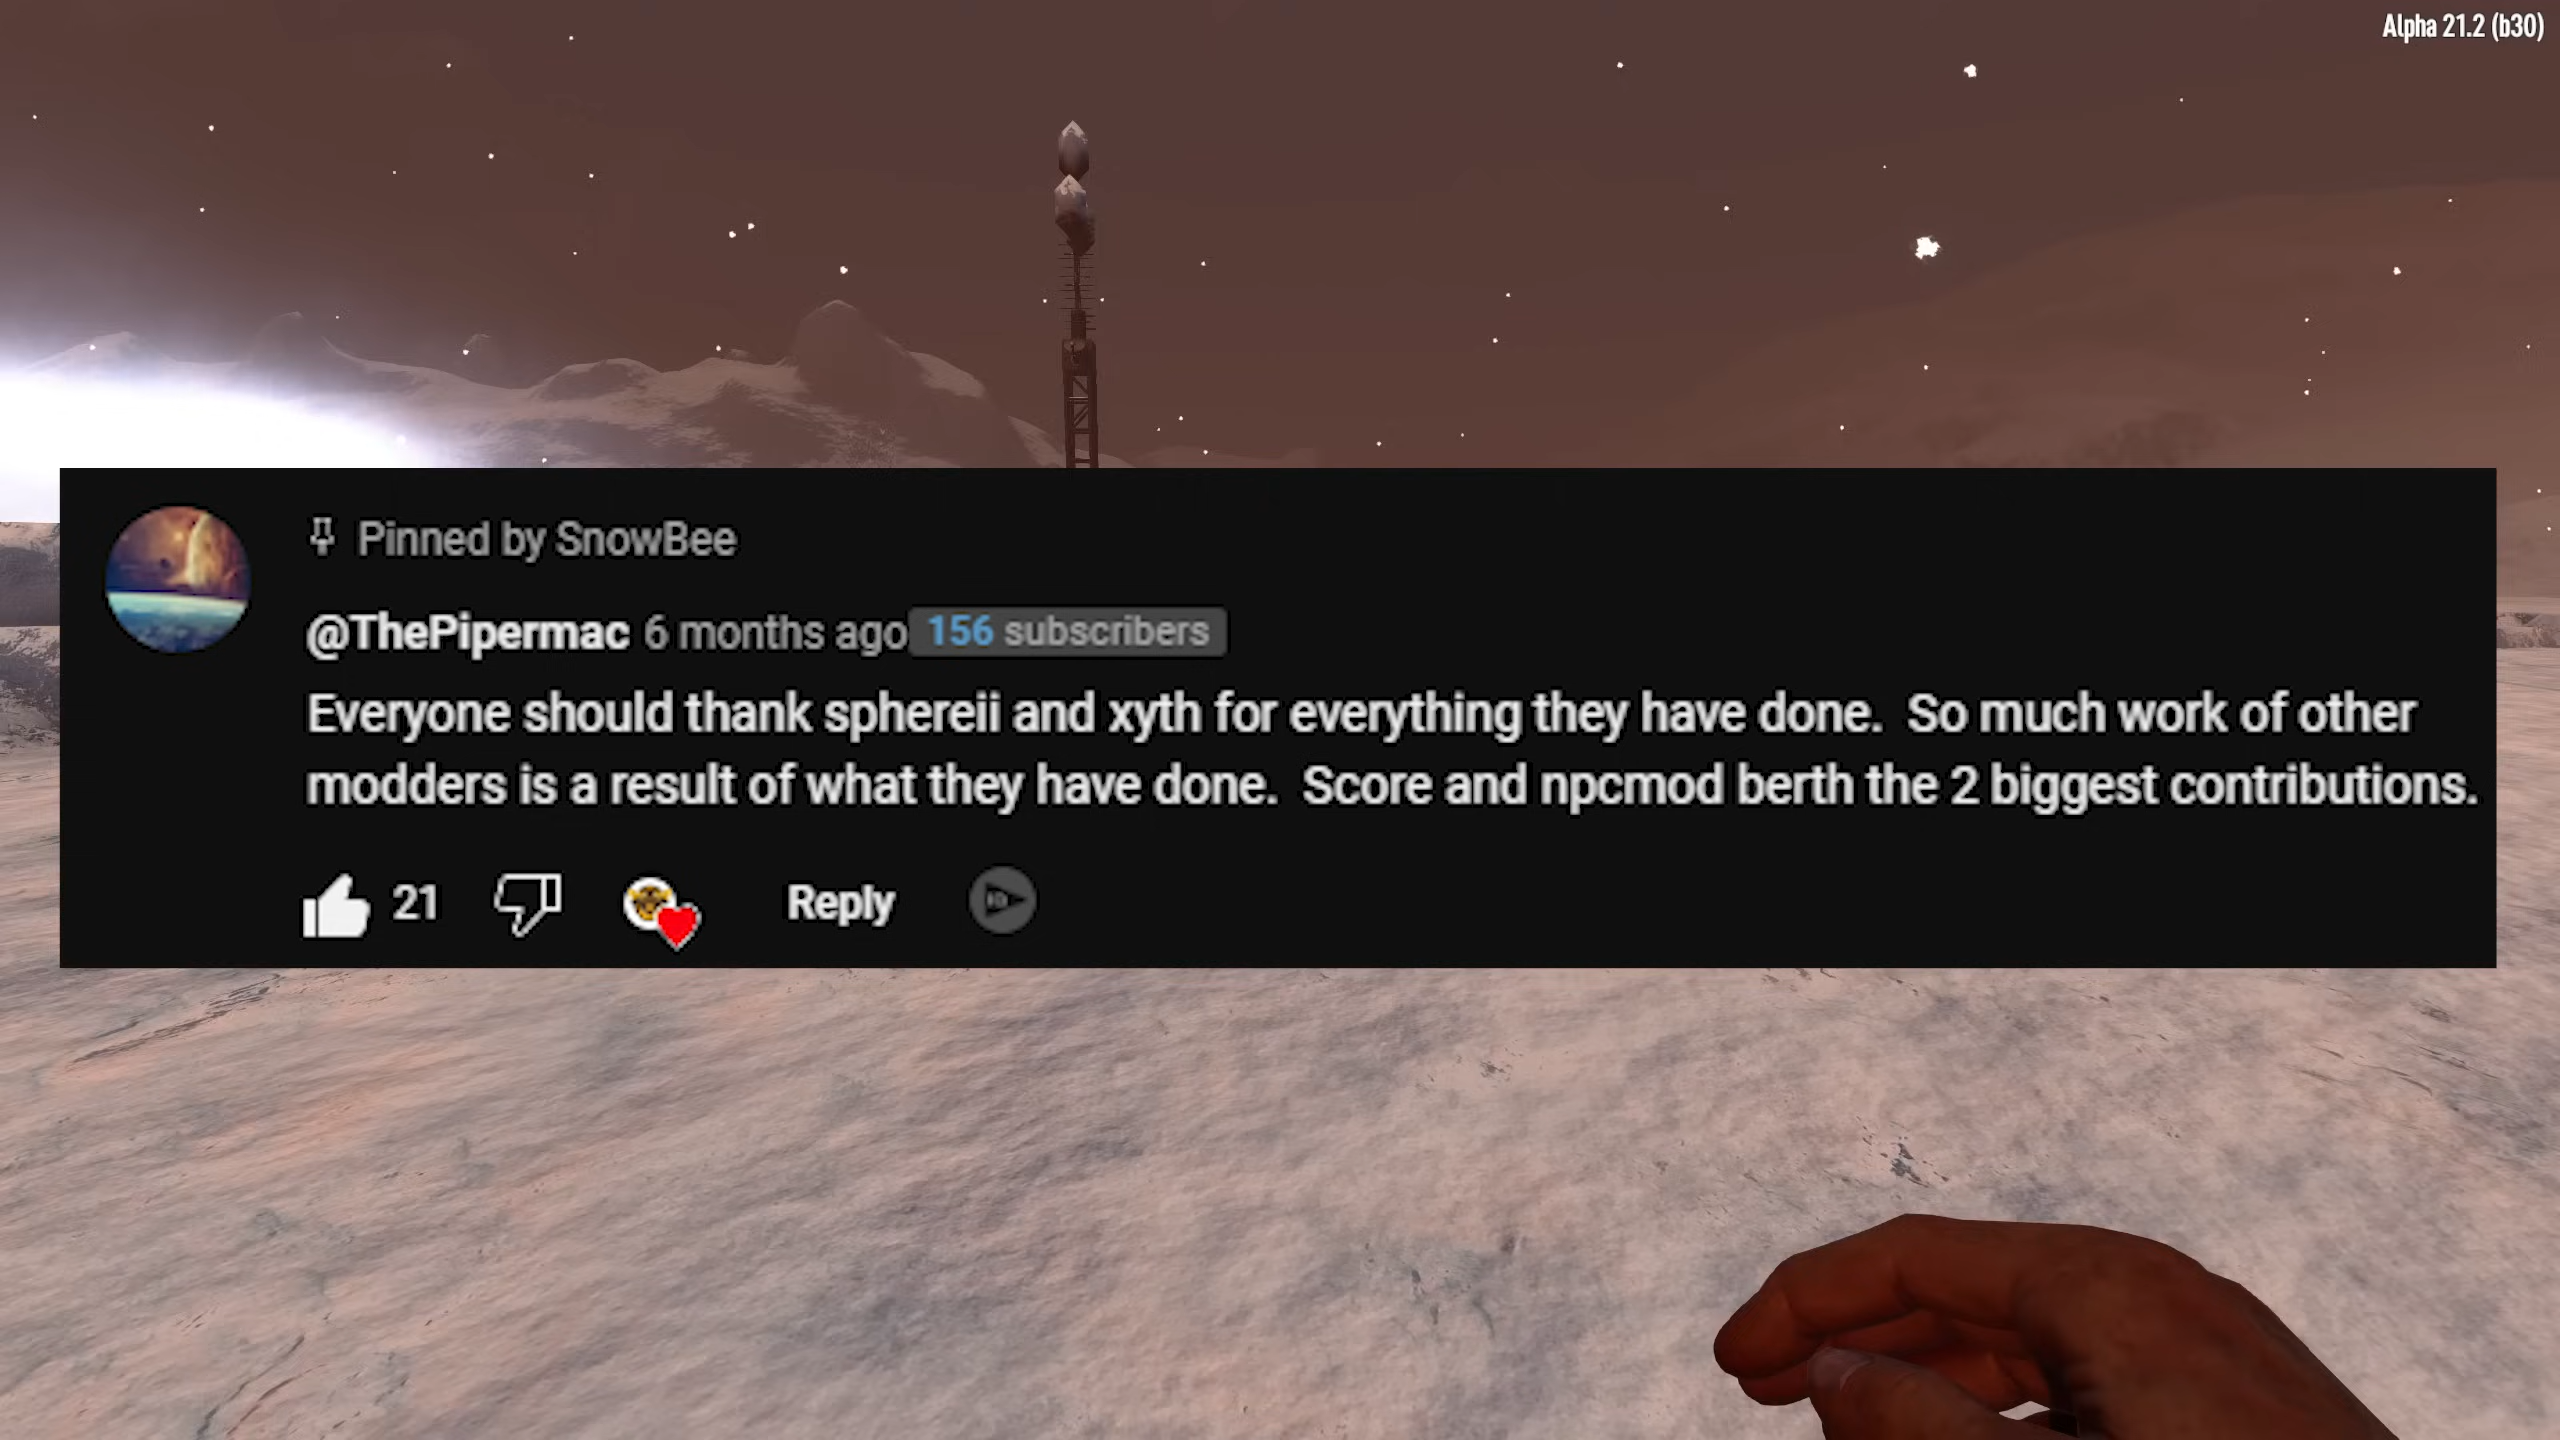 Alpha 21.2 (b30)
Pinned by SnowBee
@ThePipermac 6 months ago 156 subscribers
Everyone should thank sphereii and xyth for everything they have done.  So much work of other
modders is a result of what they have done.  Score and npcmod berth the 2 biggest contributions.
21 Reply